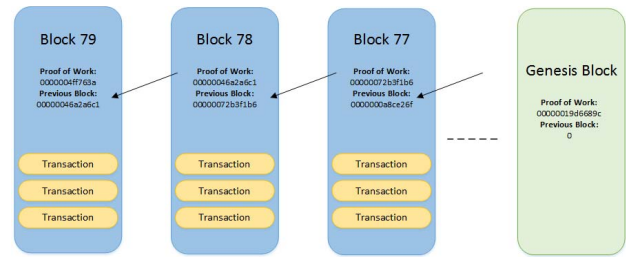 Block 79
Proof of Work:
0000004ff763a
Previous Block:
00000046a2a6c1
Transaction
Transaction
Transaction
Block 78
Proof of Work:
00000046a2a6c1
Previous Block:
00000072b3f1b6
Transaction
Transaction
Transaction
Block 77
Proof of Work:
00000072b3f1b6
Previous Block:
0000000a8ce26f
Transaction
Transaction
Transaction
Genesis Block
Proof of Work:
00000019d6689c
Previous Block:
0